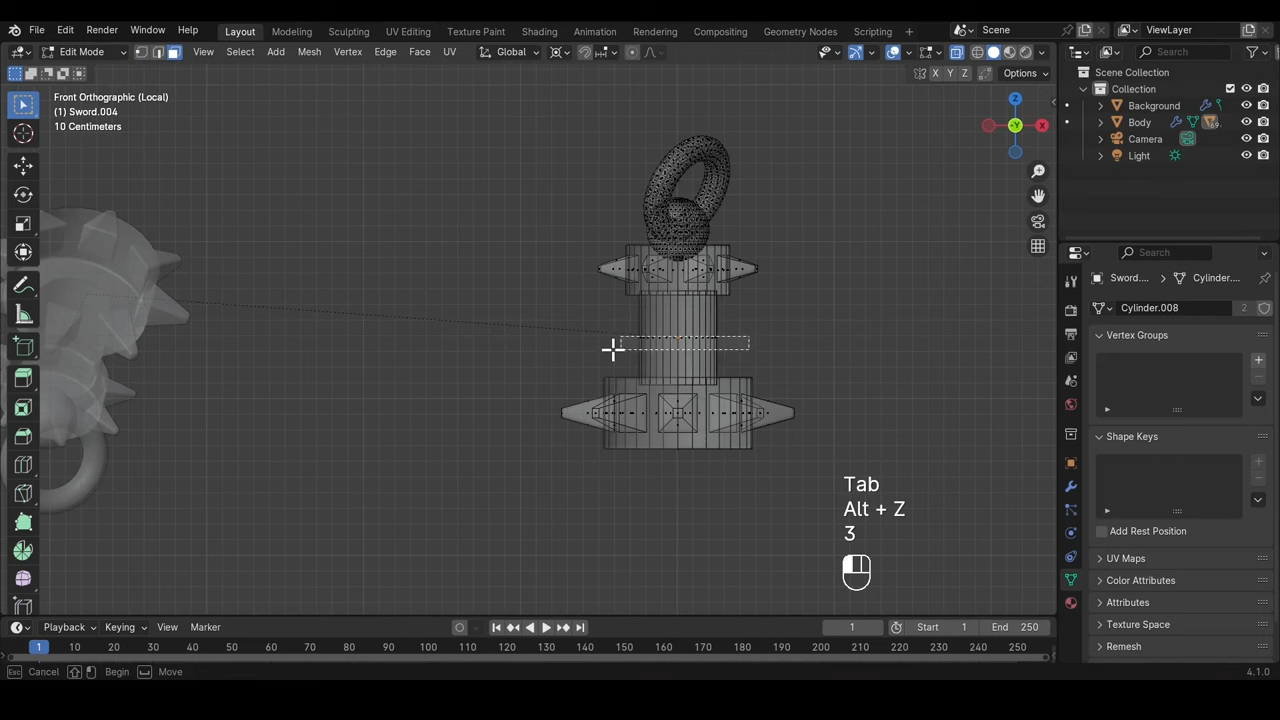 File Edit Render Window Help Layout Modeling Sculpting UV Editing Texture Paint Shading Animation Rendering Compositing Geometry Nodes Scripting + Scene ViewLayer
Edit Mode View Select Add Mesh Vertex Edge Face UV Global Search
X Y Z Options
Scene Collection
Collection
Background
Body
Camera
Light
Front Orthographic (Local)
(1) Sword.004
10 Centimeters
Z
-Y
X
Search
Sword.... Cylinder....
Cylinder.008 2
Vertex Groups
Shape Keys
Add Rest Position
UV Maps
Color Attributes
Attributes
Texture Space
Remesh
Tab
Alt + Z
3
Playback Keying View Marker 1 Start 1 End 250
1 10 20 30 40 50 60 70 80 90 100 110 120 130 140 150 160 170 180 190 200 210 220 230 240 250
Esc Cancel Begin Move 4.1.0